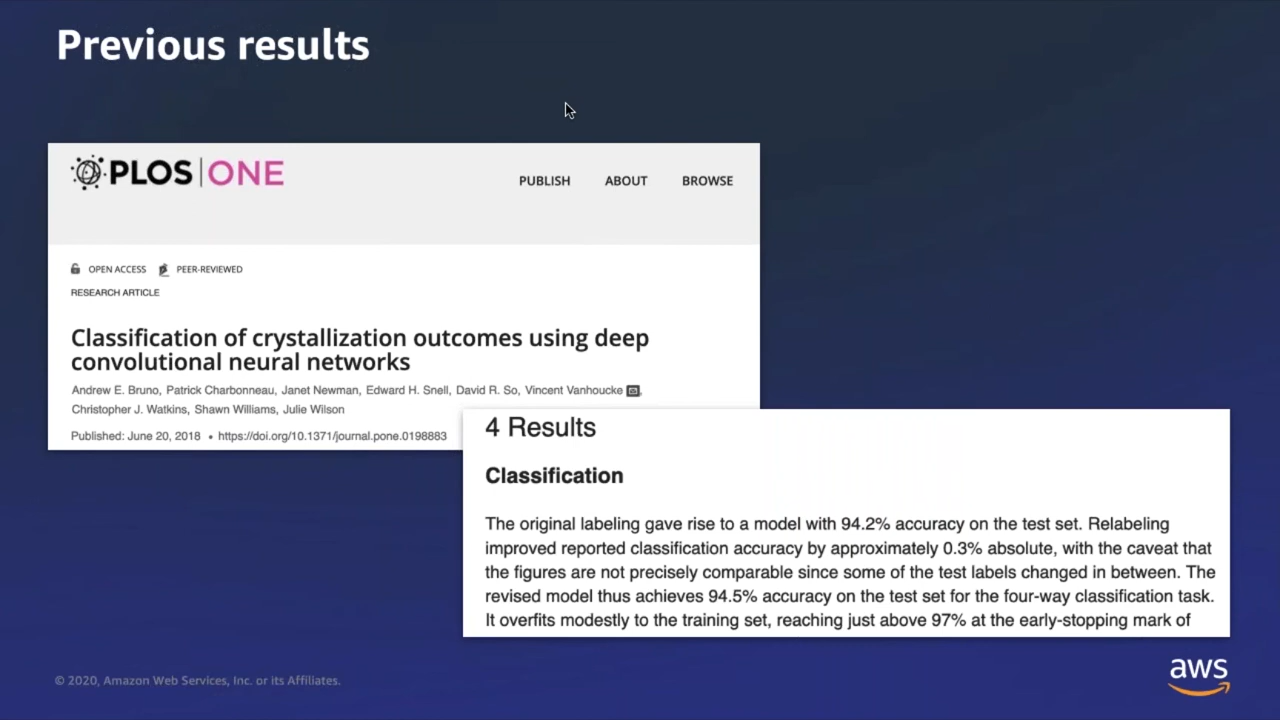 Previous results
PLOS ONE
PUBLISH ABOUT BROWSE
OPEN ACCESS PEER-REVIEWED
RESEARCH ARTICLE
Classification of crystallization outcomes using deep
convolutional neural networks
Andrew E. Bruno, Patrick Charbonneau, Janet Newman, Edward H. Snell, David R. So, Vincent Vanhoucke,
Christopher J. Watkins, Shawn Williams, Julie Wilson
Published: June 20, 2018 • https://doi.org/10.1371/journal.pone.0198883
4 Results
Classification
The original labeling gave rise to a model with 94.2% accuracy on the test set. Relabeling
improved reported classification accuracy by approximately 0.3% absolute, with the caveat that
the figures are not precisely comparable since some of the test labels changed in between. The
revised model thus achieves 94.5% accuracy on the test set for the four-way classification task.
It overfits modestly to the training set, reaching just above 97% at the early-stopping mark of
© 2020, Amazon Web Services, Inc. or its Affiliates.
aws